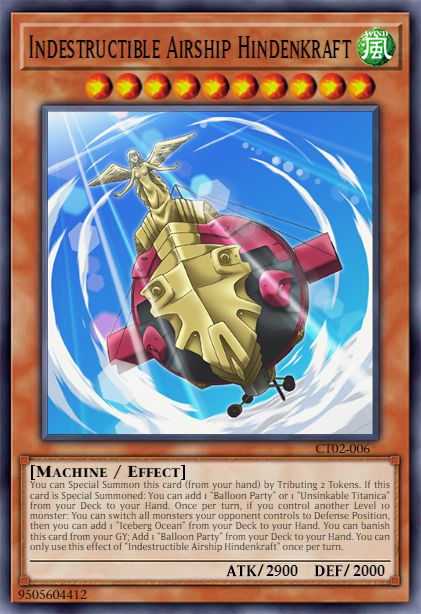 Indestructible Airship Hindenkraft
WIND
風
CT02-006
[Machine / Effect]
You can Special Summon this card (from your hand) by Tributing 2 Tokens. If this
card is Special Summoned: You can add 1 "Balloon Party" or 1 "Unsinkable Titanica"
from your Deck to your Hand. Once per turn, if you control another Level 10
monster: You can switch all monsters your opponent controls to Defense Position,
then you can add 1 "Iceberg Ocean" from your Deck to your Hand. You can banish
this card from your GY; Add 1 "Balloon Party" from your Deck to your Hand. You can
only use this effect of "Indestructible Airship Hindenkraft" once per turn.
ATK/2900 DEF/2000
9505604412